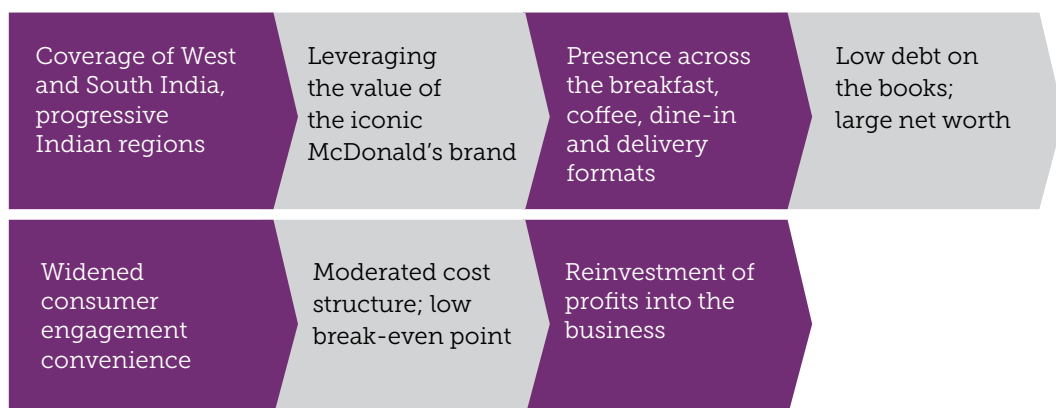 Coverage of West
and South India,
progressive
Indian regions
Leveraging
the value of
the iconic
McDonald's brand
Presence across
the breakfast,
coffee, dine-in
and delivery
formats
Low debt on
the books;
large net worth
Widened
consumer
engagement
convenience
Moderated cost
structure; low
break-even point
Reinvestment of
profits into the
business